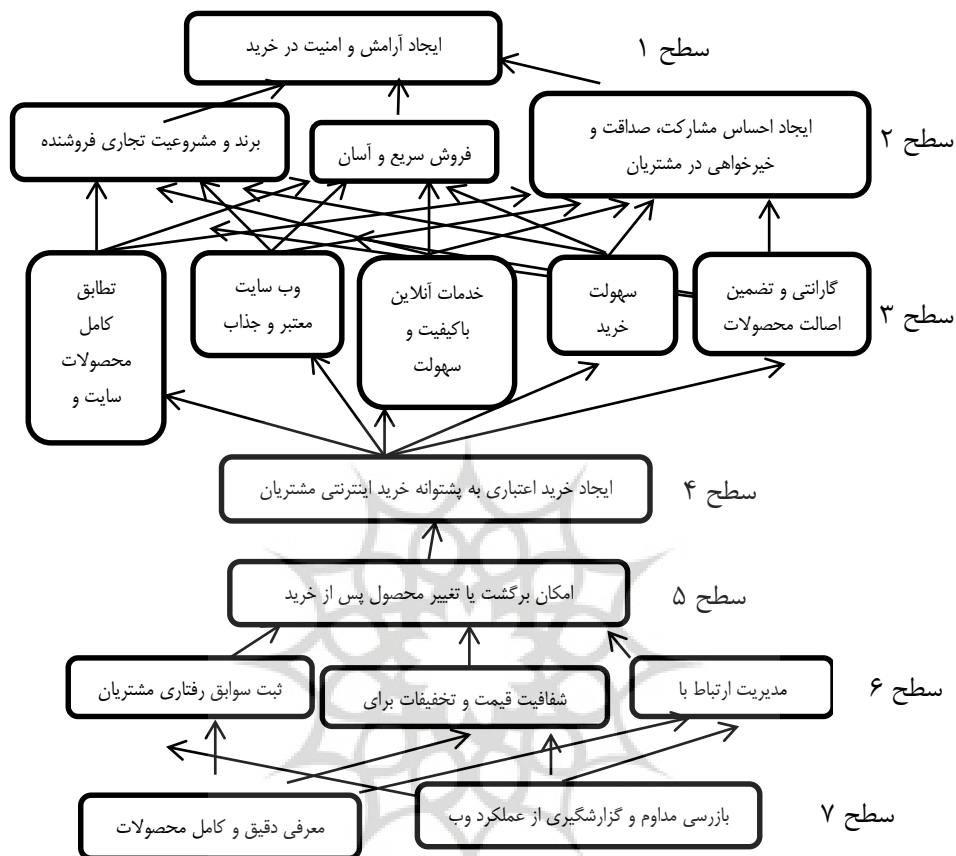 ایجاد آرامش و امنیت در خرید
سطح ۱
برند و مشروعیت تجاری فروشنده
فروش سریع و آسان
ایجاد احساس مشارکت، صداقت و
خیرخواهی در مشتریان
سطح ۲
تطابق
کامل
محصولات
سایت و
وب سایت
معتبر و جذاب
خدمات آنلاین
باکیفیت و
سهولت
سهولت
خرید
گارانتی و تضمین
اصالت محصولات
سطح ۳
ایجاد خرید اعتباری به پشتوانه خرید اینترنتی مشتریان
سطح ۴
امکان برگشت یا تغییر محصول پس از خرید
سطح ۵
ثبت سوابق رفتاری مشتریان
شفافیت قیمت و تخفیفات برای
مدیریت ارتباط با
سطح ۶
معرفی دقیق و کامل محصولات
بازرسی مداوم و گزارشگیری از عملکرد وب
سطح ۷